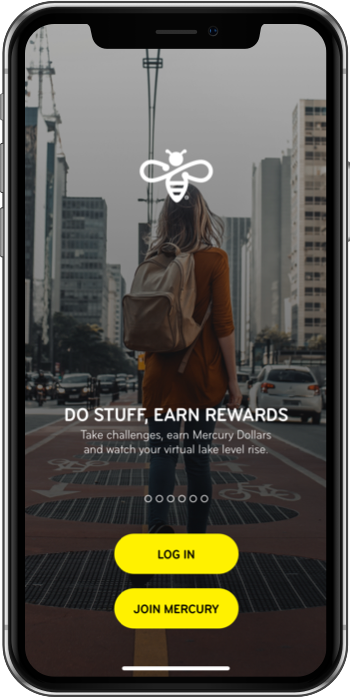 DO STUFF, EARN REWARDS
Take challenges, earn Mercury Dollars
and watch your virtual lake level rise.
LOG IN
JOIN MERCURY